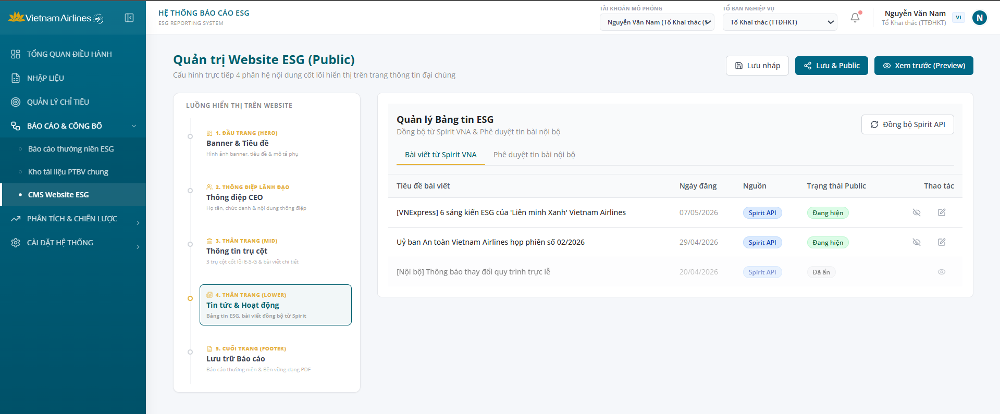 Vietnam Airlines
HỆ THỐNG BÁO CÁO ESG
ESG REPORTING SYSTEM
TÀI KHOẢN MÔ PHỎNG
Nguyễn Văn Nam (Tổ Khai thác (T
TỔ BAN NGHIỆP VỤ
Tổ Khai thác (TTĐHKT)
Nguyễn Văn Nam
Tổ Khai thác (TTĐHKT)
VI
N
TỔNG QUAN ĐIỀU HÀNH
NHẬP LIỆU
QUẢN LÝ CHỈ TIÊU
BÁO CÁO & CÔNG BỐ
Báo cáo thường niên ESG
Kho tài liệu PTBV chung
CMS Website ESG
PHÂN TÍCH & CHIẾN LƯỢC
CÀI ĐẶT HỆ THỐNG
Quản trị Website ESG (Public)
Cấu hình trực tiếp 4 phân hệ nội dung cốt lõi hiển thị trên trang thông tin đại chúng
Lưu nháp
Lưu & Public
Xem trước (Preview)
LUỒNG HIỂN THỊ TRÊN WEBSITE
1. ĐẦU TRANG (HERO)
Banner & Tiêu đề
Hình ảnh banner, tiêu đề & mô tả phụ
2. THÔNG ĐIỆP LÃNH ĐẠO
Thông điệp CEO
Họ tên, chức danh & nội dung thông điệp
3. THÂN TRANG (MID)
Thông tin trụ cột
3 trụ cột cốt lõi E-S-G & bài viết chi tiết
4. THÂN TRANG (LOWER)
Tin tức & Hoạt động
Bảng tin ESG, bài viết đồng bộ từ Spirit
5. CUỐI TRANG (FOOTER)
Lưu trữ Báo cáo
Báo cáo thường niên & Bền vững dạng PDF
Quản lý Bảng tin ESG
Đồng bộ từ Spirit VNA & Phê duyệt tin bài nội bộ
Đồng bộ Spirit API
Bài viết từ Spirit VNA
Phê duyệt tin bài nội bộ
Tiêu đề bài viết Ngày đăng Nguồn Trạng thái Public Thao tác
[VNExpress] 6 sáng kiến ESG của 'Liên minh Xanh' Vietnam Airlines 07/05/2026 Spirit API Đang hiện
Uỷ ban An toàn Vietnam Airlines họp phiên số 02/2026 29/04/2026 Spirit API Đang hiện
[Nội bộ] Thông báo thay đổi quy trình trực lễ 20/04/2026 Spirit API Đã ẩn